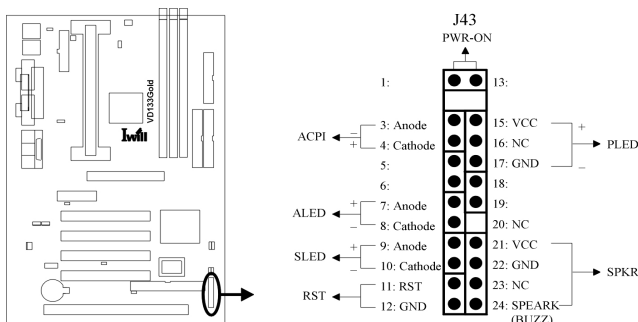 VD133Gold
Iwill
J43
PWR-ON
1:
13:
ACPI
−
+
3: Anode
4: Cathode
5:
6:
15: VCC
16: NC
17: GND
+
−
PLED
18:
19:
20: NC
ALED
+
−
7: Anode
8: Cathode
SLED
+
−
9: Anode
10: Cathode
RST
11: RST
12: GND
21: VCC
22: GND
23: NC
24: SPEARK
(BUZZ)
SPKR